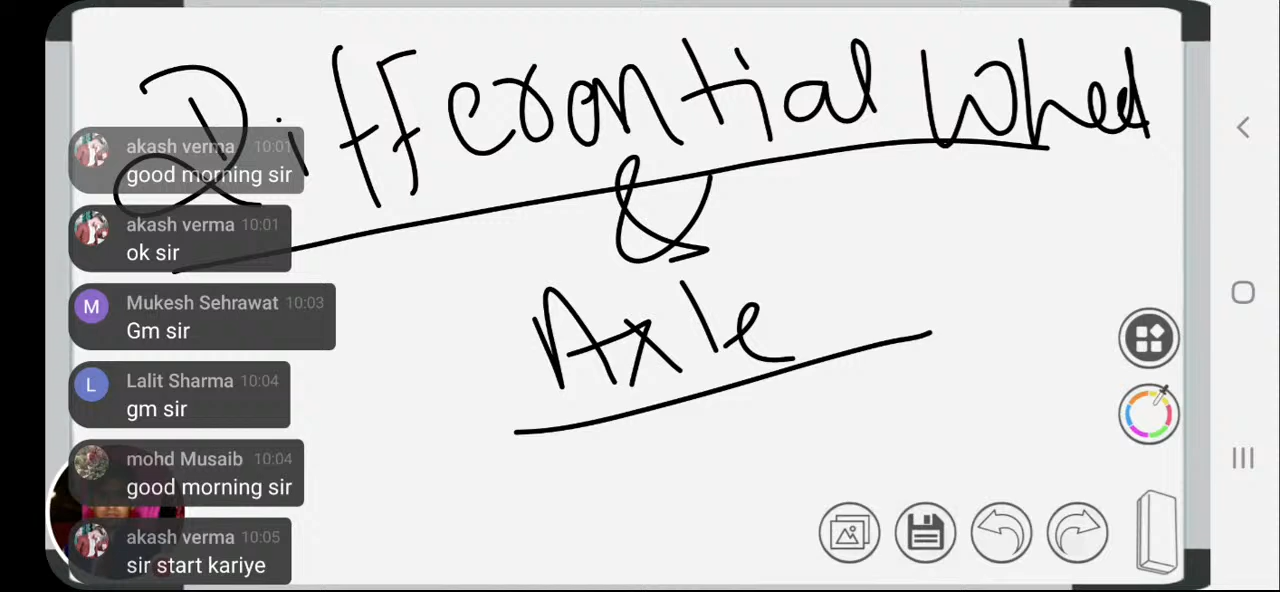 Differential Wheel
&
Axle
akash verma 10:01
good morning sir
akash verma 10:01
ok sir
M Mukesh Sehrawat 10:03
Gm sir
L Lalit Sharma 10:04
gm sir
mohd Musaib 10:04
good morning sir
akash verma 10:05
sir start kariye